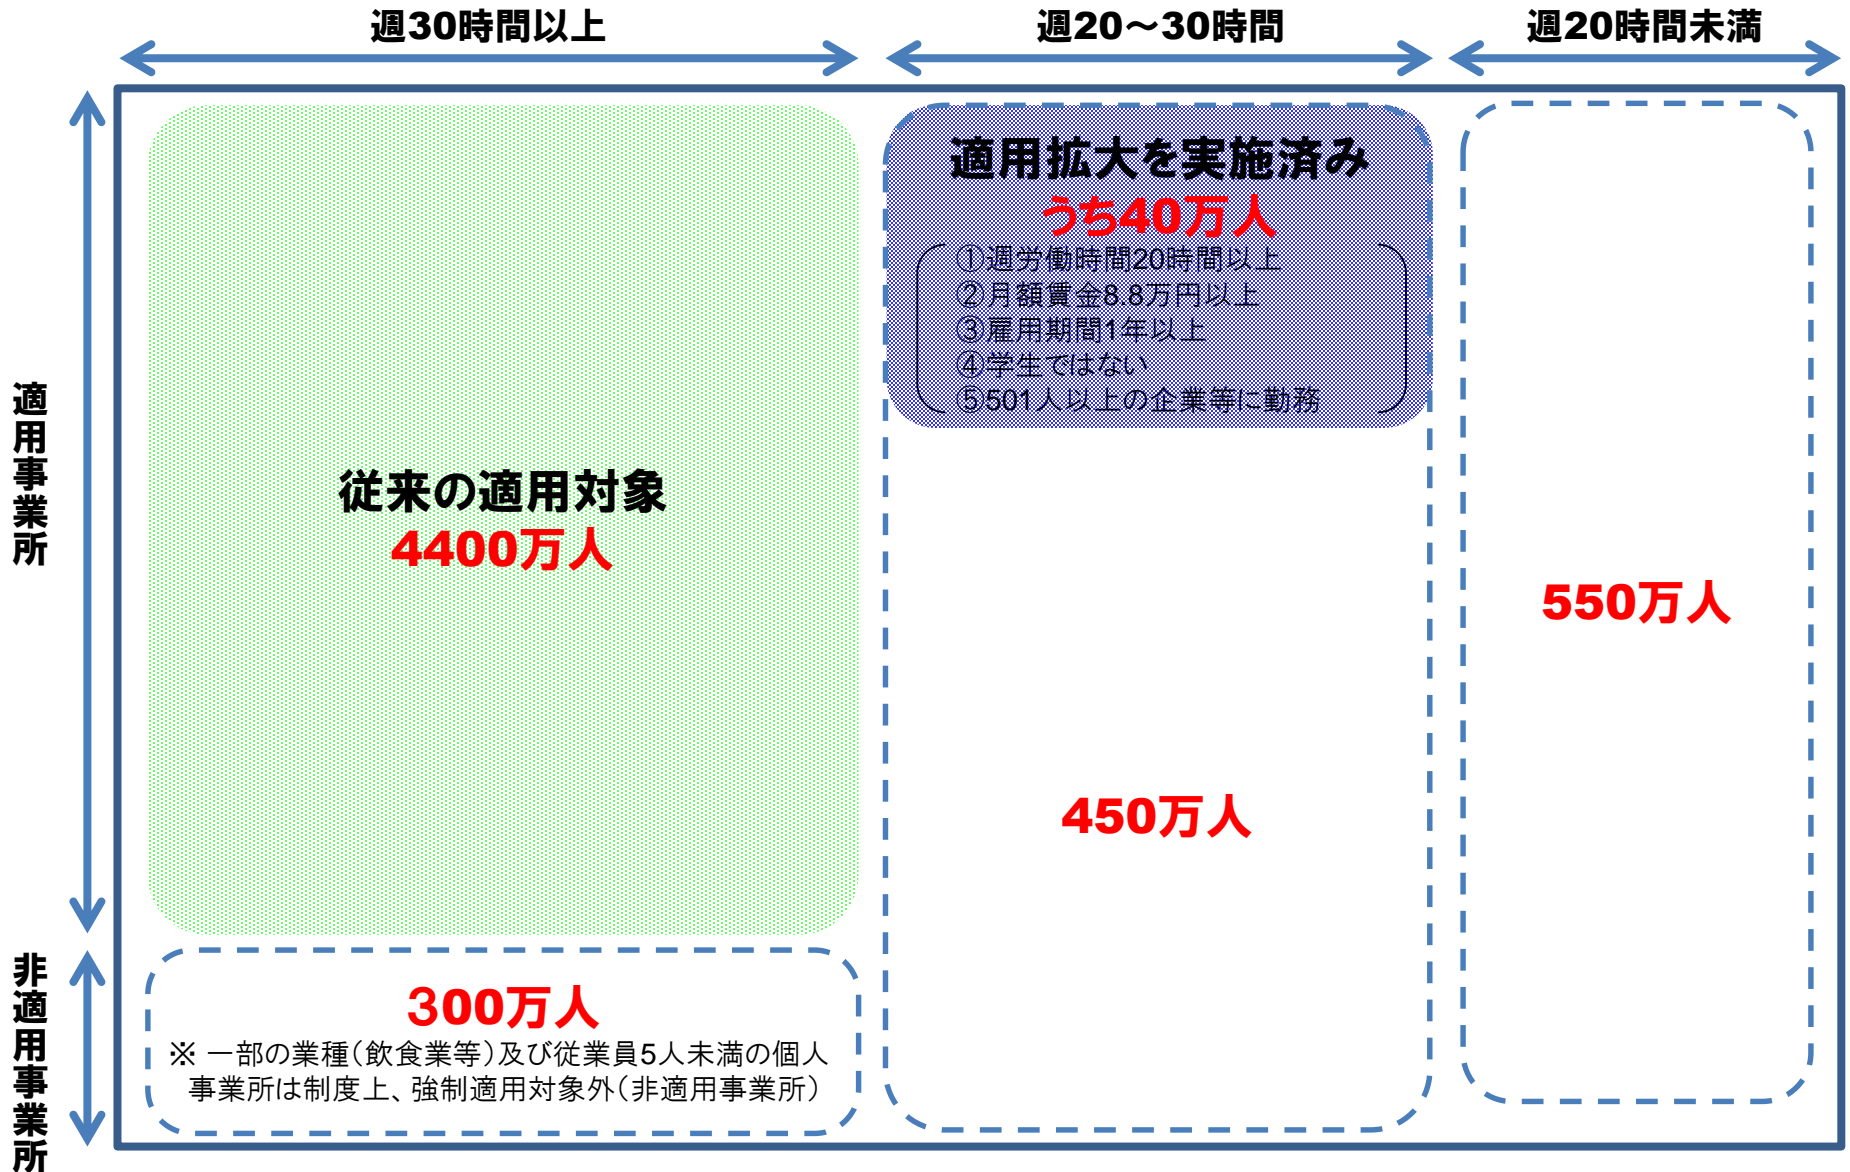 週30時間以上
週20～30時間
週20時間未満
適用事業所
非適用事業所
従来の適用対象
4400万人
適用拡大を実施済み
うち40万人
①週労働時間20時間以上
②月額賃金8.8万円以上
③雇用期間1年以上
④学生ではない
⑤501人以上の企業等に勤務
450万人
550万人
３00万人
※ 一部の業種（飲食業等）及び従業員5人未満の個人
事業所は制度上、強制適用対象外（非適用事業所）